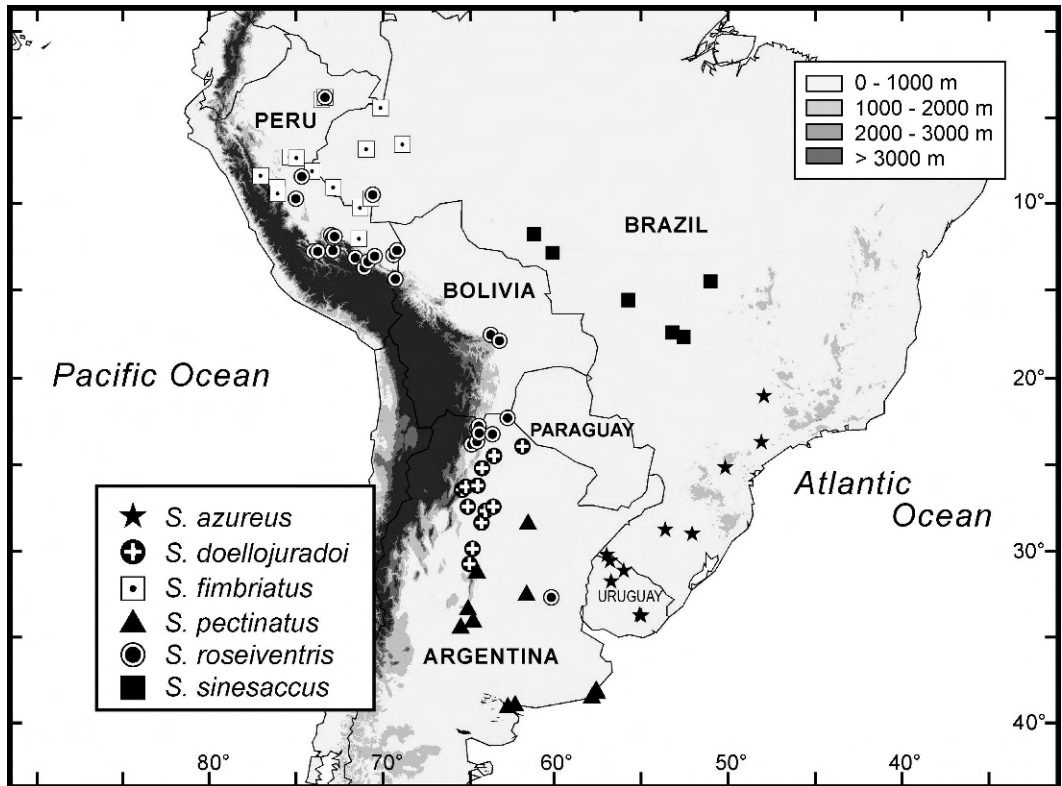 0 - 1000 m
1000 - 2000 m
2000 - 3000 m
> 3000 m
PERU
BRAZIL
10°
BOLIVIA
Pacific Ocean
20°
PARAGUAY
Atlantic
Ocean
S. azureus
S. doellojuradoi
S. fimbriatus
S. pectinatus
S. roseiventris
S. sinesaccus
30°
URUGUAY
ARGENTINA
40°
80°
70°
60°
50°
40°